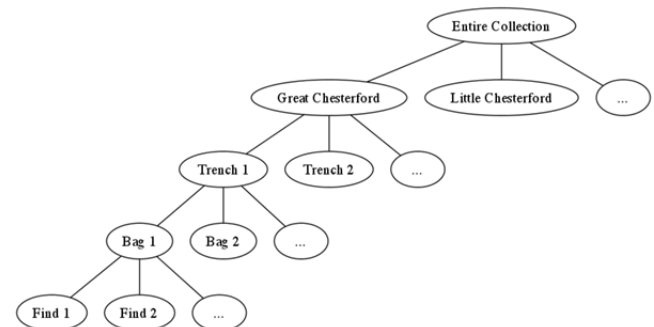 Entire Collection
Great Chesterford Little Chesterford ...
Trench 1 Trench 2 ...
Bag 1 Bag 2 ...
Find 1 Find 2 ...